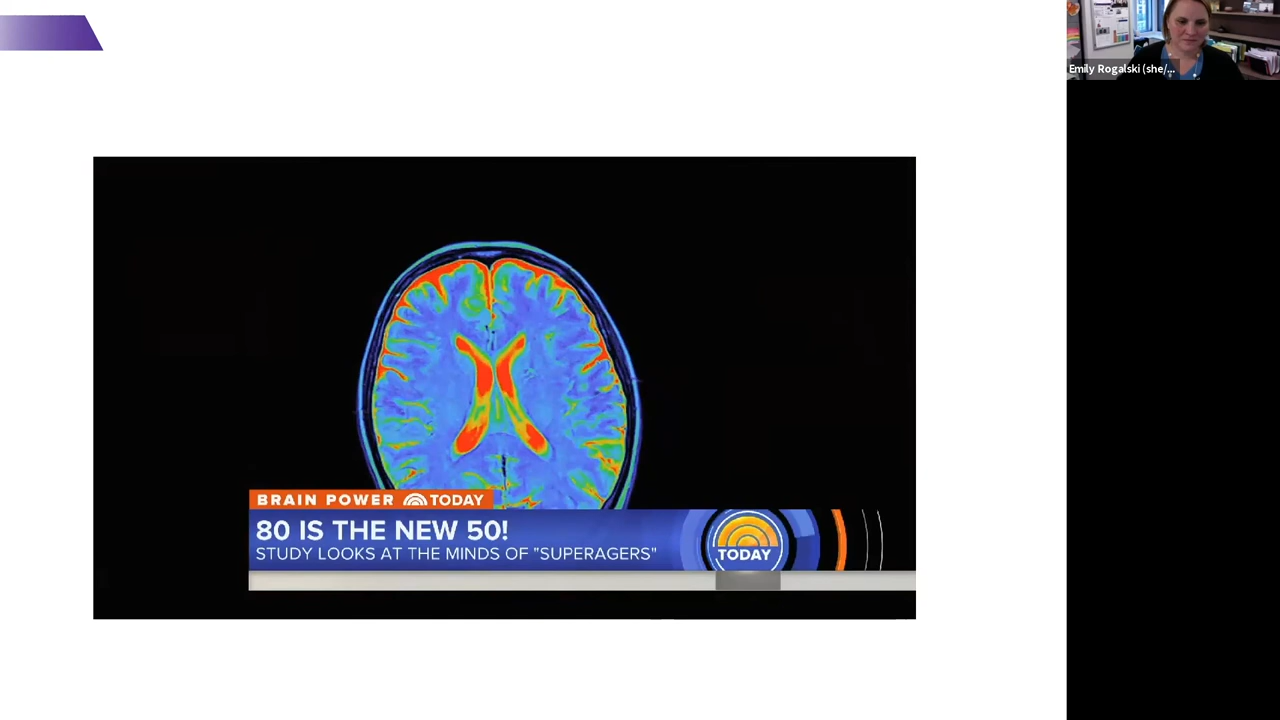 Emily Rogalski (she/...
BRAIN POWER TODAY
80 IS THE NEW 50!
STUDY LOOKS AT THE MINDS OF "SUPERAGERS"
TODAY